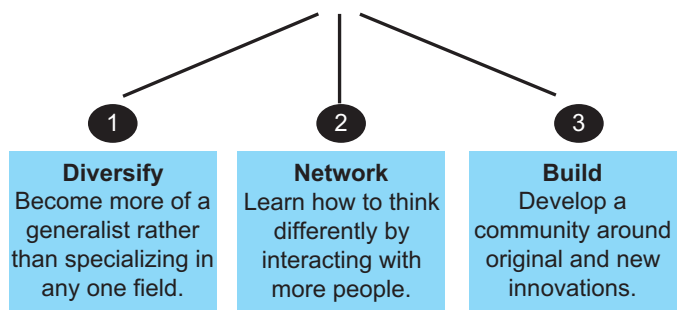 1
Diversify
Become more of a
generalist rather
than specializing in
any one field.
2
Network
Learn how to think
differently by
interacting with
more people.
3
Build
Develop a
community around
original and new
innovations.